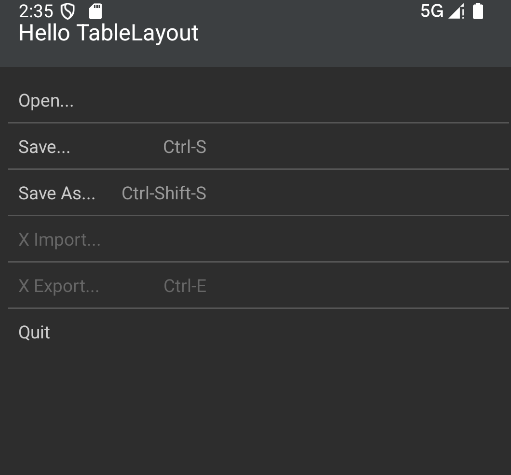 2:35 5G
Hello TableLayout
Open...
Save... Ctrl-S
Save As... Ctrl-Shift-S
X Import...
X Export... Ctrl-E
Quit